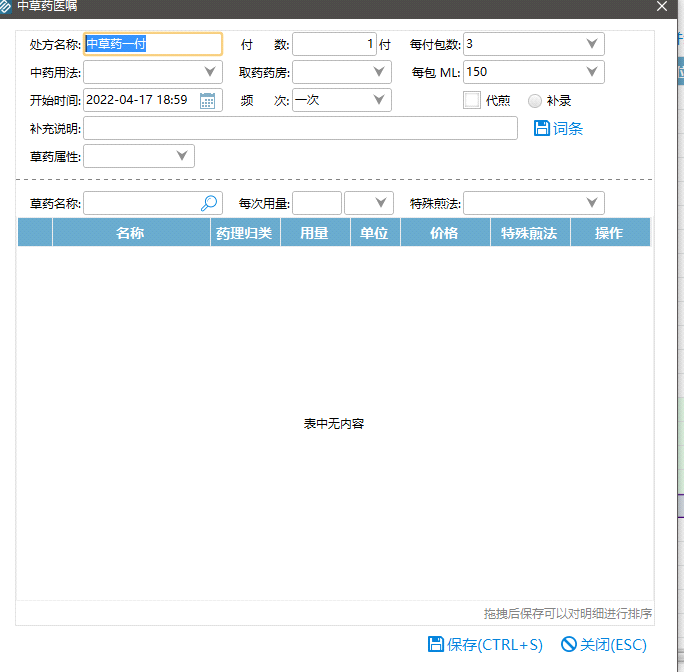 中草药医嘱
处方名称: 中草药一付 付 数: 1 付 每付包数: 3
中药用法: 取药药房: 每包 ML: 150
开始时间: 2022-04-17 18:59 频 次: 一次 代煎 补录
补充说明: 词条
草药属性:
草药名称: 每次用量: 特殊煎法:
名称 药理归类 用量 单位 价格 特殊煎法 操作
表中无内容
拖拽后保存可以对明细进行排序
保存(CTRL+S) 关闭(ESC)